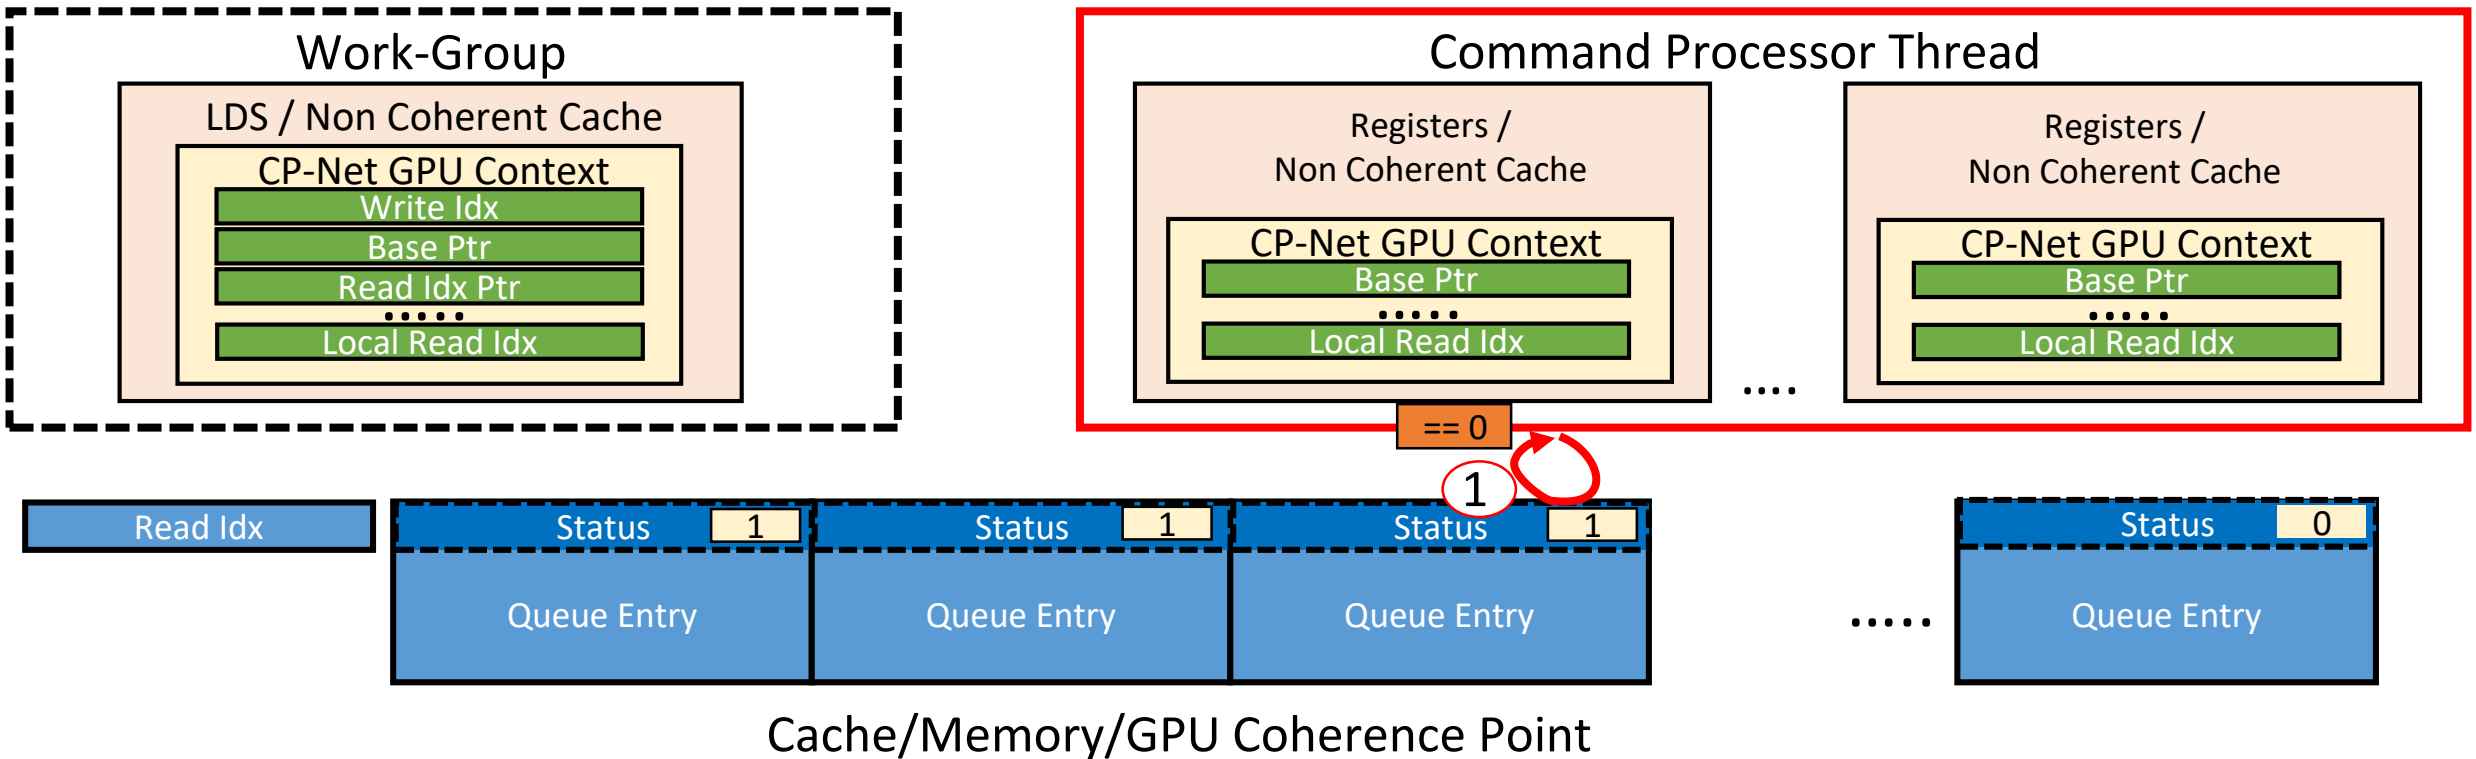 Work-Group
LDS / Non Coherent Cache
CP-Net GPU Context
Write Idx
Base Ptr
Read Idx Ptr
.....
Local Read Idx
Command Processor Thread
Registers /
Non Coherent Cache
CP-Net GPU Context
Base Ptr
.....
Local Read Idx
....
Registers /
Non Coherent Cache
CP-Net GPU Context
Base Ptr
.....
Local Read Idx
== 0
1
Read Idx
Status 1
Queue Entry
Status 1
Queue Entry
Status 1
Queue Entry
.....
Status 0
Queue Entry
Cache/Memory/GPU Coherence Point